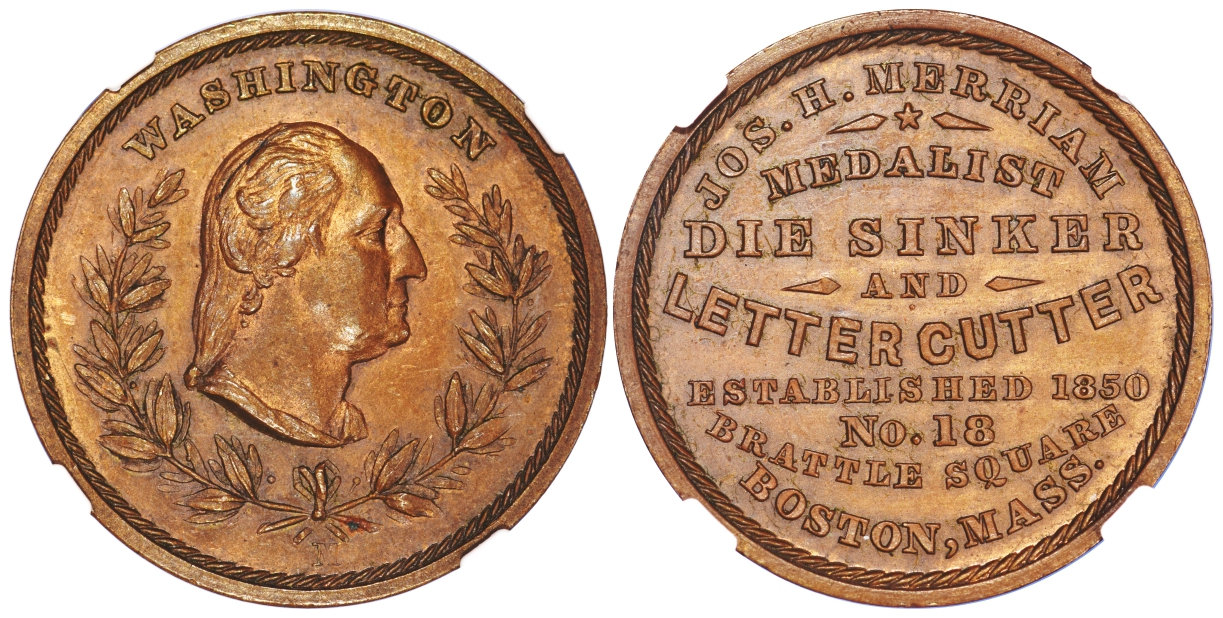 WASHINGTON
JOS. H. MERRIAM
MEDALIST
DIE SINKER
AND
LETTER CUTTER
ESTABLISHED 1850
No. 18
BRATTLE SQUARE
BOSTON, MASS.